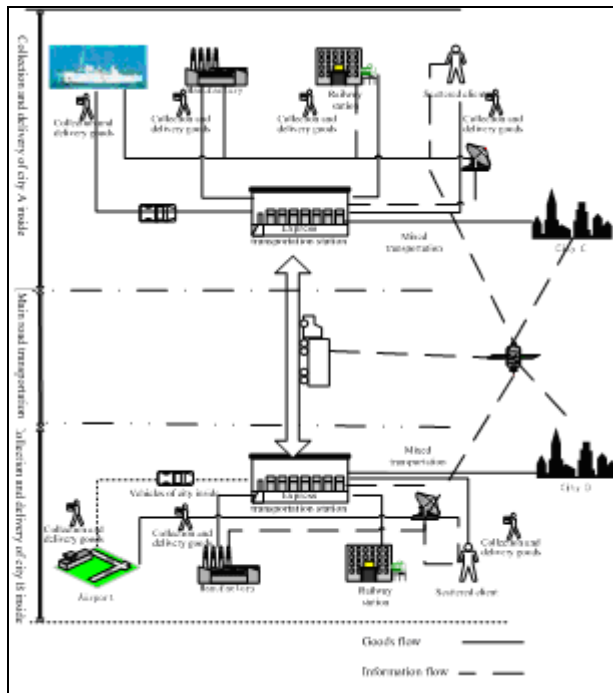 Collection and delivery of city A inside
Collection and
delivery goods
Manufactory
Collection and
delivery goods
Railway
station
Collection and
delivery goods
Scattered client
Collection and
delivery goods
Express
transportation station
Mixed
transportation
City C
Main road transportation
Collection and delivery of city B inside
Mixed
transportation
City D
Vehicles of city inside
Express
transportation station
Collection and
delivery goods
Collection and
delivery goods
Collection and
delivery goods
Airport
Manufactory
Railway
station
Scattered client
Goods flow
Information flow